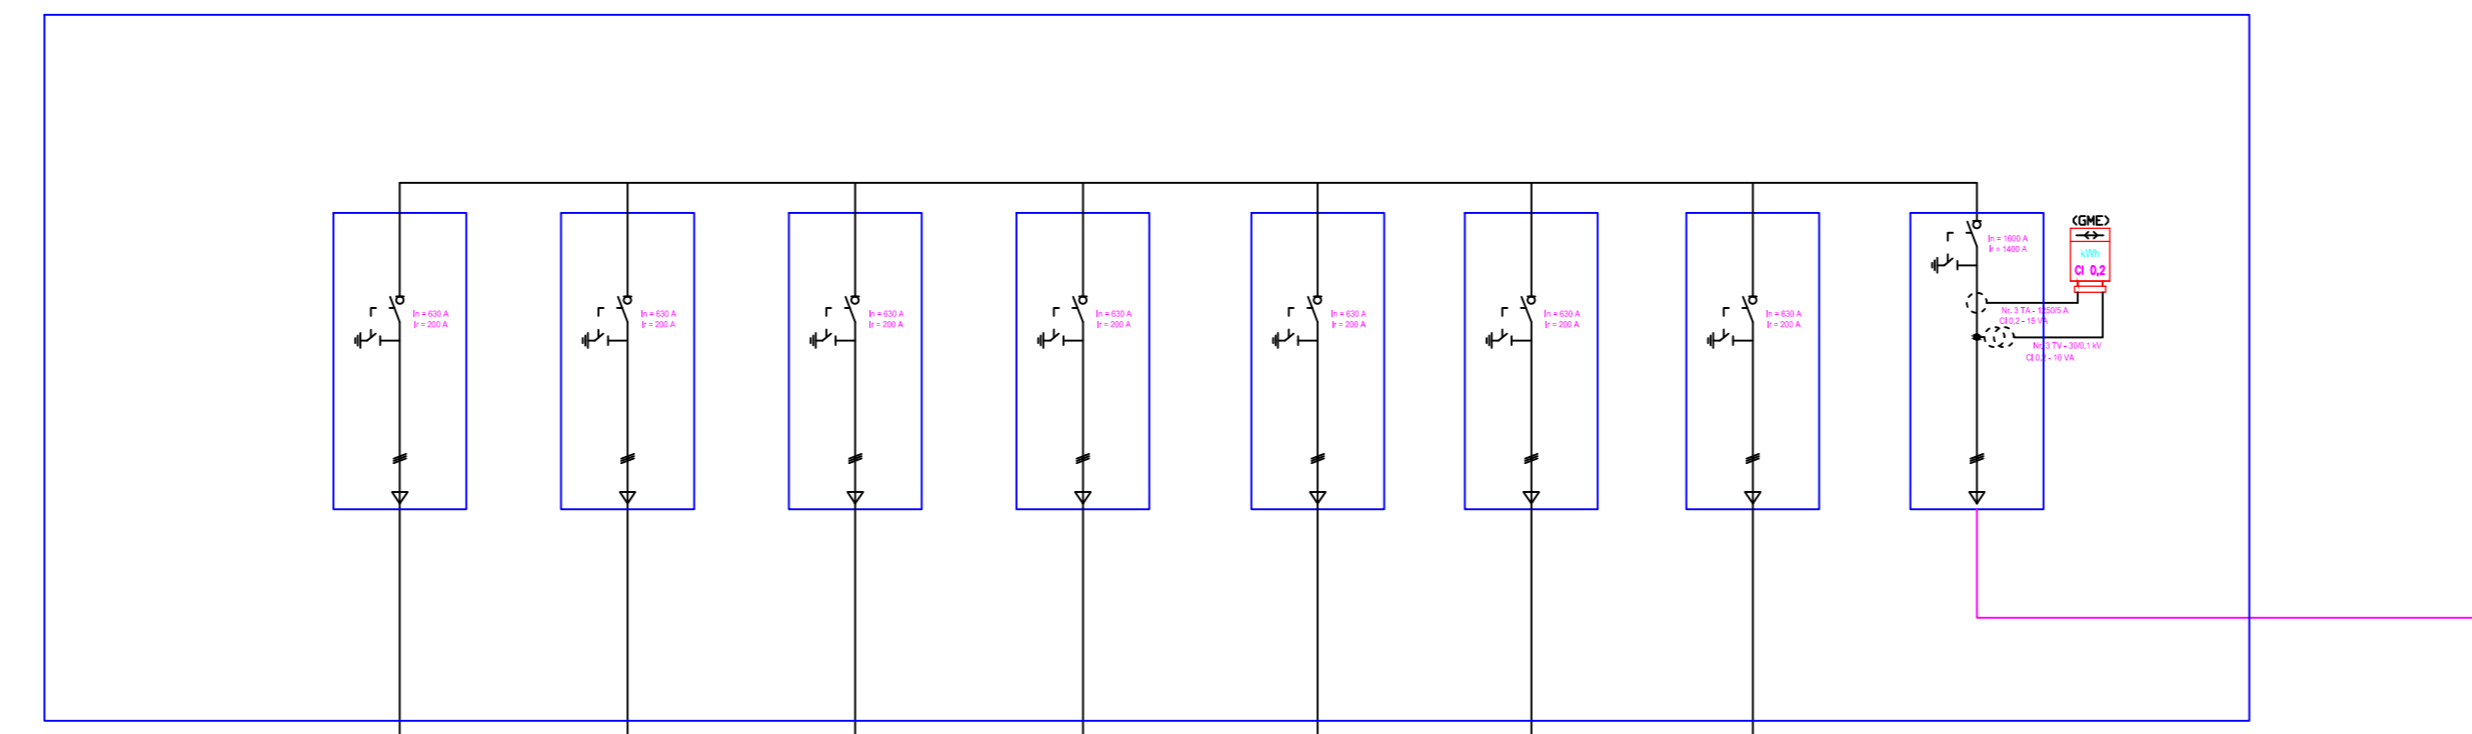 In = 630 A
Ir = 200 A
In = 630 A
Ir = 200 A
In = 630 A
Ir = 200 A
In = 630 A
Ir = 200 A
In = 630 A
Ir = 200 A
In = 630 A
Ir = 200 A
In = 630 A
Ir = 200 A
In = 1600 A
Ir = 1400 A
(GME)
kWh
Cl 0,2
Nr. 3 TA - 1250/5 A
Cl 0,2 - 15 VA
Nr. 3 TV - 30/0,1 kV
Cl 0,2 - 10 VA